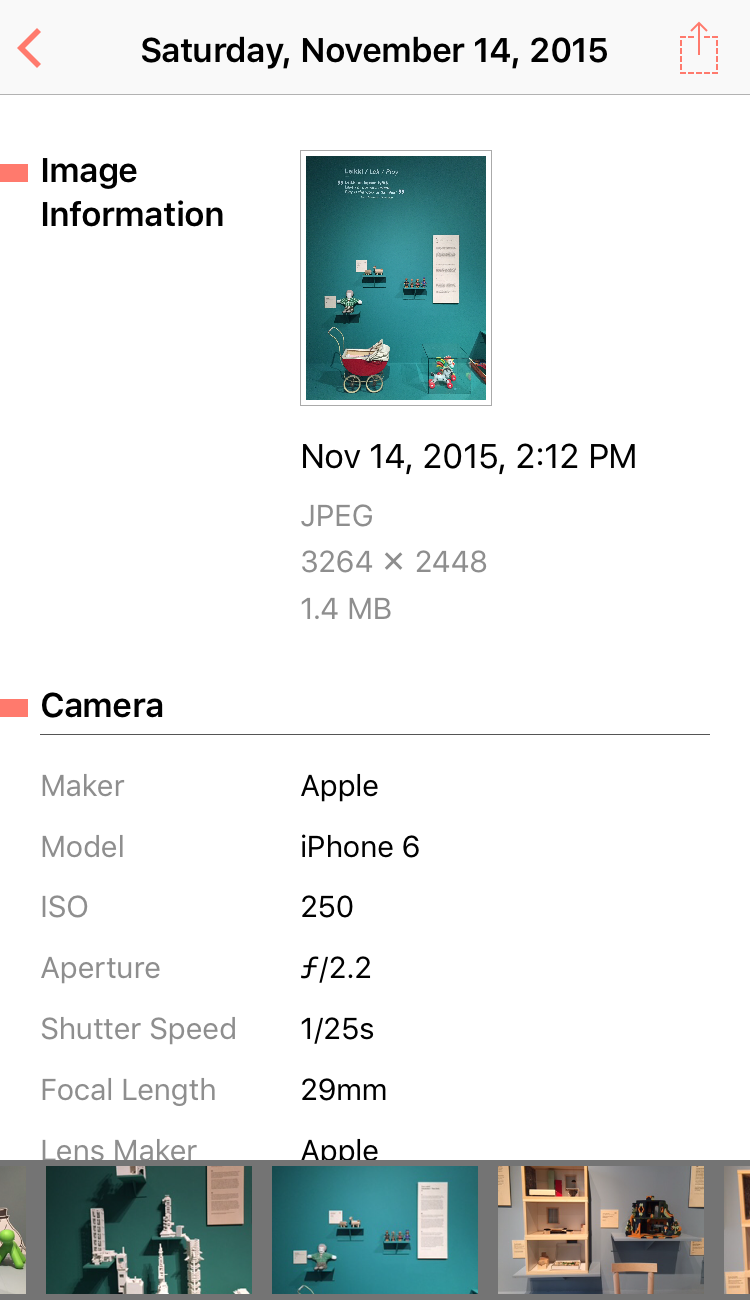 Saturday, November 14, 2015
Image
Information
Leikki / Lek / Play
Nov 14, 2015, 2:12 PM
JPEG
3264 × 2448
1.4 MB
Camera
Maker Apple
Model iPhone 6
ISO 250
Aperture ƒ/2.2
Shutter Speed 1/25s
Focal Length 29mm
Lens Maker Apple